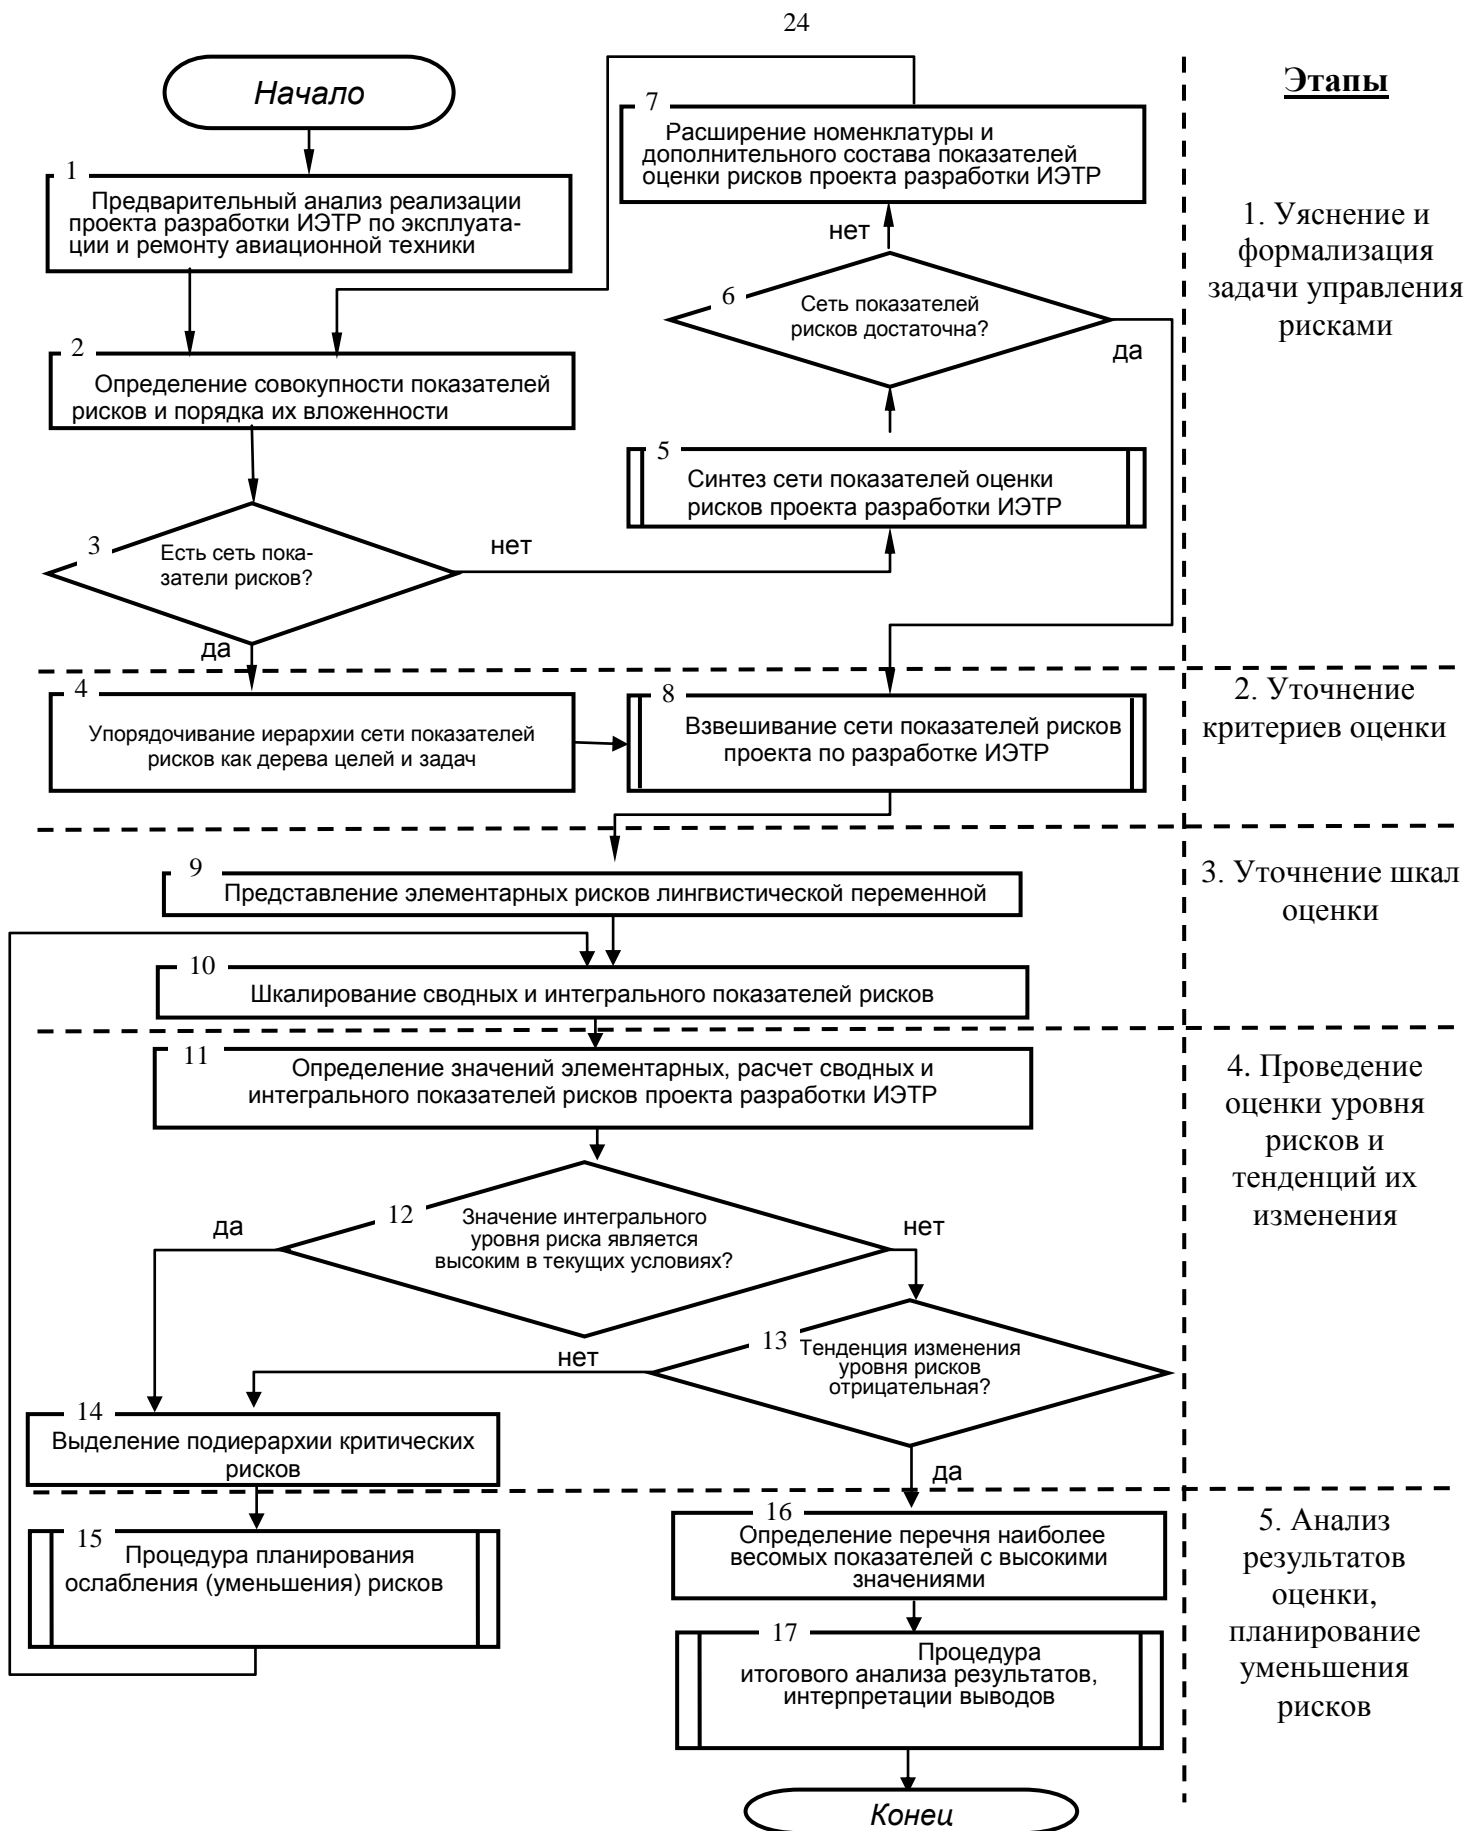 24
Начало
Этапы
7
Расширение номенклатуры и
дополнительного состава показателей
оценки рисков проекта разработки ИЭТР
1
Предварительный анализ реализации
проекта разработки ИЭТР по эксплуата-
ции и ремонту авиационной техники
1. Уяснение и
формализация
задачи управления
рисками
нет
6
Сеть показателей
рисков достаточна?
да
2
Определение совокупности показателей
рисков и порядка их вложенности
5
Синтез сети показателей оценки
рисков проекта разработки ИЭТР
3
Есть сеть пока-
затели рисков?
нет
да
4
Упорядочивание иерархии сети показателей
рисков как дерева целей и задач
8
Взвешивание сети показателей рисков
проекта по разработке ИЭТР
2. Уточнение
критериев оценки
9
Представление элементарных рисков лингвистической переменной
3. Уточнение шкал
оценки
10
Шкалирование сводных и интегрального показателей рисков
11
Определение значений элементарных, расчет сводных и
интегрального показателей рисков проекта разработки ИЭТР
4. Проведение
оценки уровня
рисков и
тенденций их
изменения
12
Значение интегрального
уровня риска является
высоким в текущих условиях?
да
нет
13
Тенденция изменения
уровня рисков
отрицательная?
нет
да
14
Выделение подиерархии критических
рисков
15
Процедура планирования
ослабления (уменьшения) рисков
16
Определение перечня наиболее
весомых показателей с высокими
значениями
5. Анализ
результатов
оценки,
планирование
уменьшения
рисков
17
Процедура
итогового анализа результатов,
интерпретации выводов
Конец